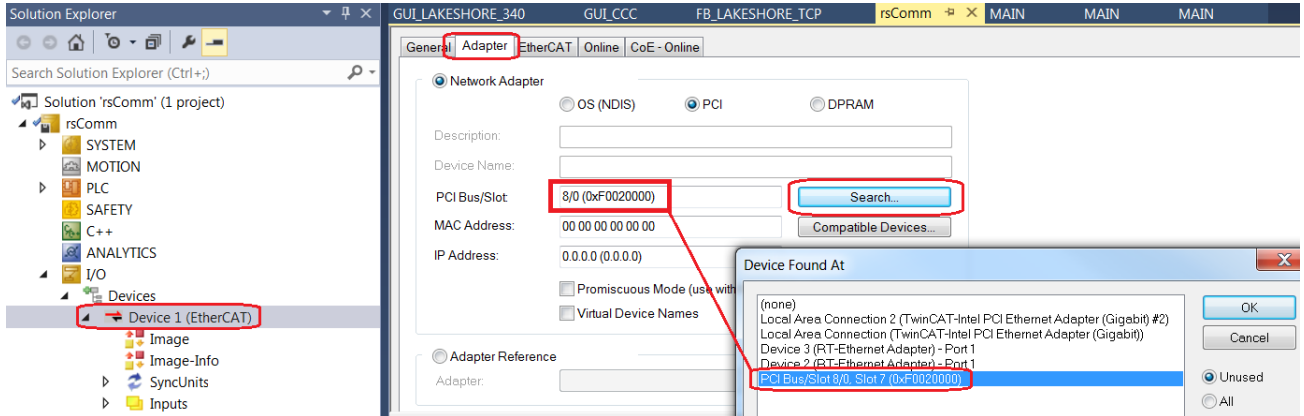 Solution Explorer
GUI_LAKESHORE_340 GUI_CCC FB_LAKESHORE_TCP rsComm MAIN MAIN MAIN
Search Solution Explorer (Ctrl+;)
Solution 'rsComm' (1 project)
rsComm
SYSTEM
MOTION
PLC
SAFETY
C++
ANALYTICS
I/O
Devices
Device 1 (EtherCAT)
Image
Image-Info
SyncUnits
Inputs
General Adapter EtherCAT Online CoE - Online
Network Adapter
OS (NDIS) PCI DPRAM
Description:
Device Name:
PCI Bus/Slot: 8/0 (0xF0020000) Search...
MAC Address: 00 00 00 00 00 00 Compatible Devices...
IP Address: 0.0.0.0 (0.0.0.0)
Promiscuous Mode (use with
Virtual Device Names
Adapter Reference
Adapter:
Device Found At
(none)
Local Area Connection 2 (TwinCAT-Intel PCI Ethernet Adapter (Gigabit) #2)
Local Area Connection (TwinCAT-Intel PCI Ethernet Adapter (Gigabit))
Device 3 (RT-Ethernet Adapter) - Port 1
Device 2 (RT-Ethernet Adapter) - Port 1
PCI Bus/Slot 8/0, Slot 7 (0xF0020000)
OK
Cancel
Unused
All